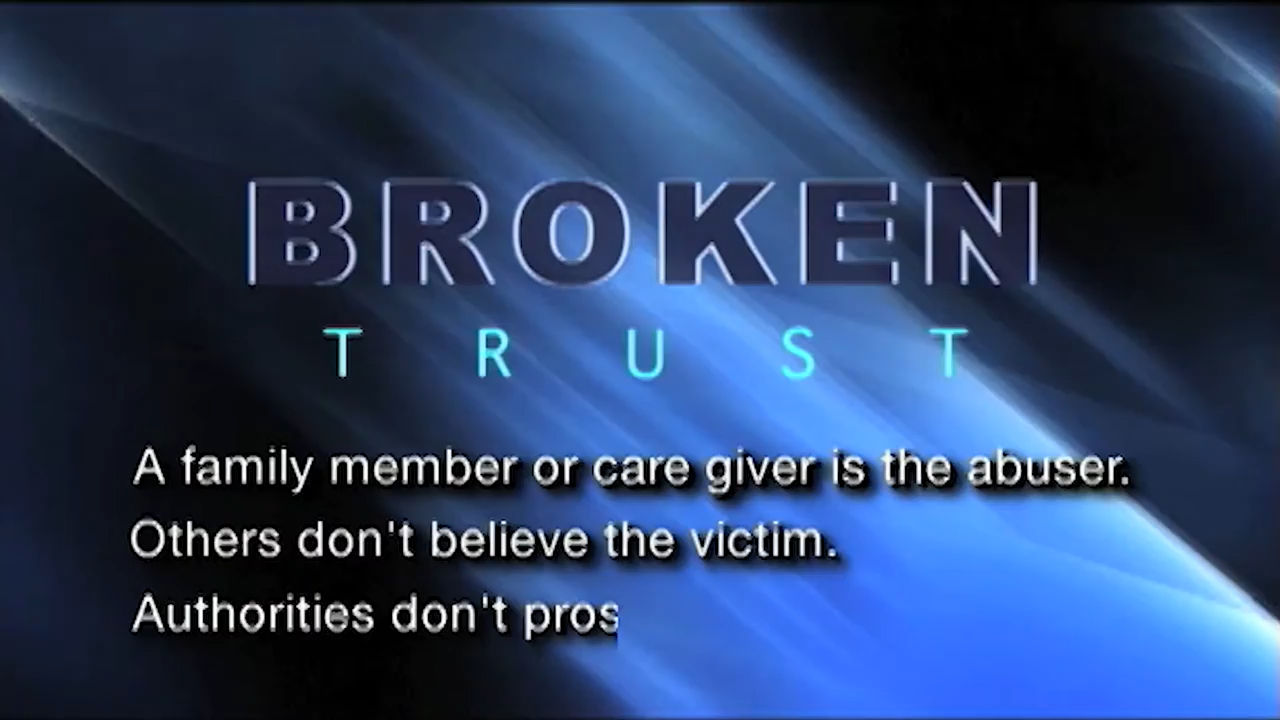 BROKEN
TRUST
A family member or care giver is the abuser.
Others don't believe the victim.
Authorities don't pros